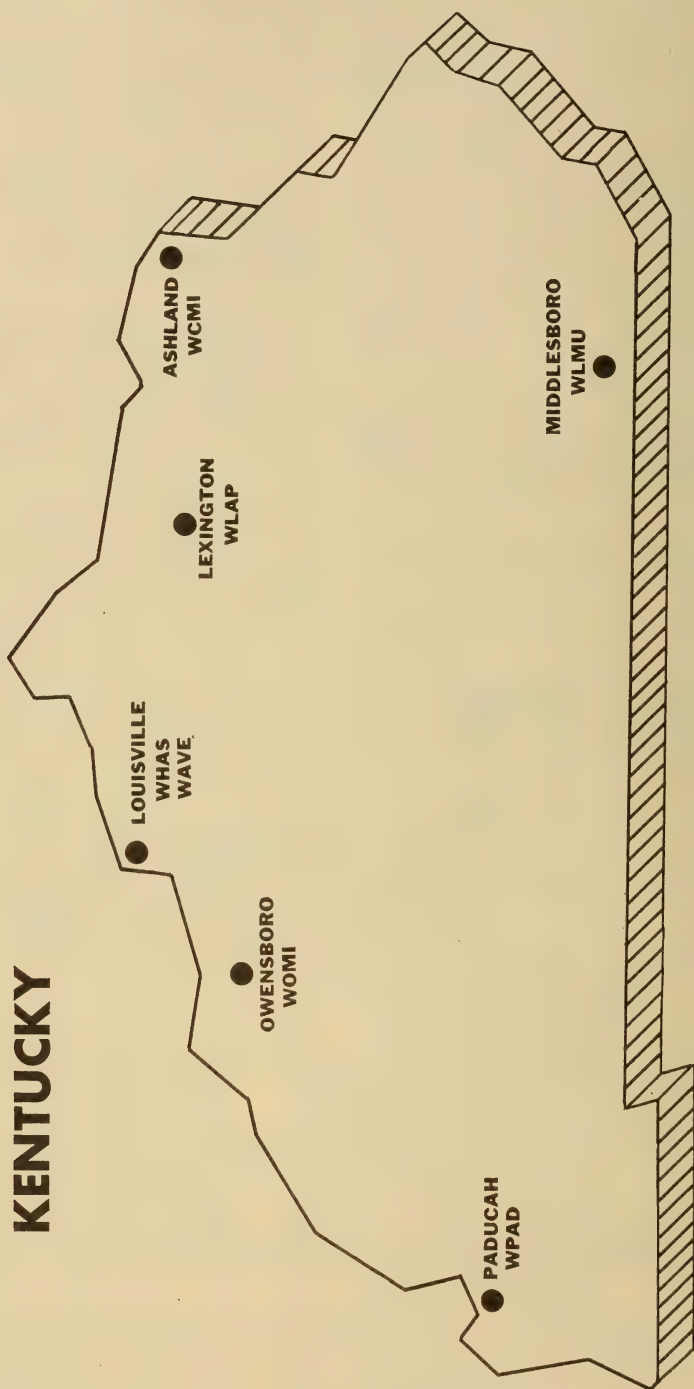 KENTUCKY
ASHLAND
WCMI
LEXINGTON
WLAP
LOUISVILLE
WHAS
WAVE
OWENSBORO
WOMI
PADUCAH
WPAD
MIDDLESBORO
WLMU